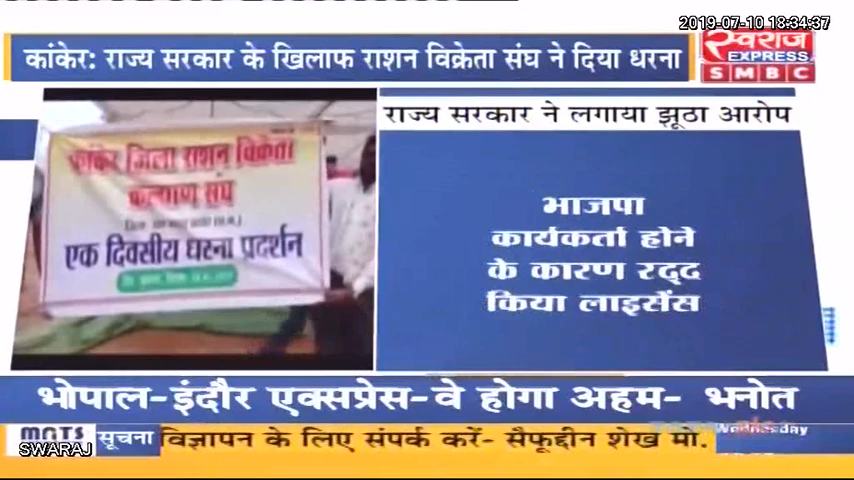 2019-07-10 18:34:37
कांकेर: राज्य सरकार के खिलाफ राशन विक्रेता संघ ने दिया धरना
स्वराज
EXPRESS
SMBC
राज्य सरकार ने लगाया झूठा आरोप
कांकेर जिला राशन विक्रेता
कल्याण संघ
एक दिवसीय धरना प्रदर्शन
भाजपा
कार्यकर्ता होने
के कारण रद्द
किया लाइसेंस
भोपाल-इंदौर एक्सप्रेस-वे होगा अहम- भनोत
SWARAJ
सूचना
विज्ञापन के लिए संपर्क करें- सैफूद्दीन शेख मो.
Wednesday